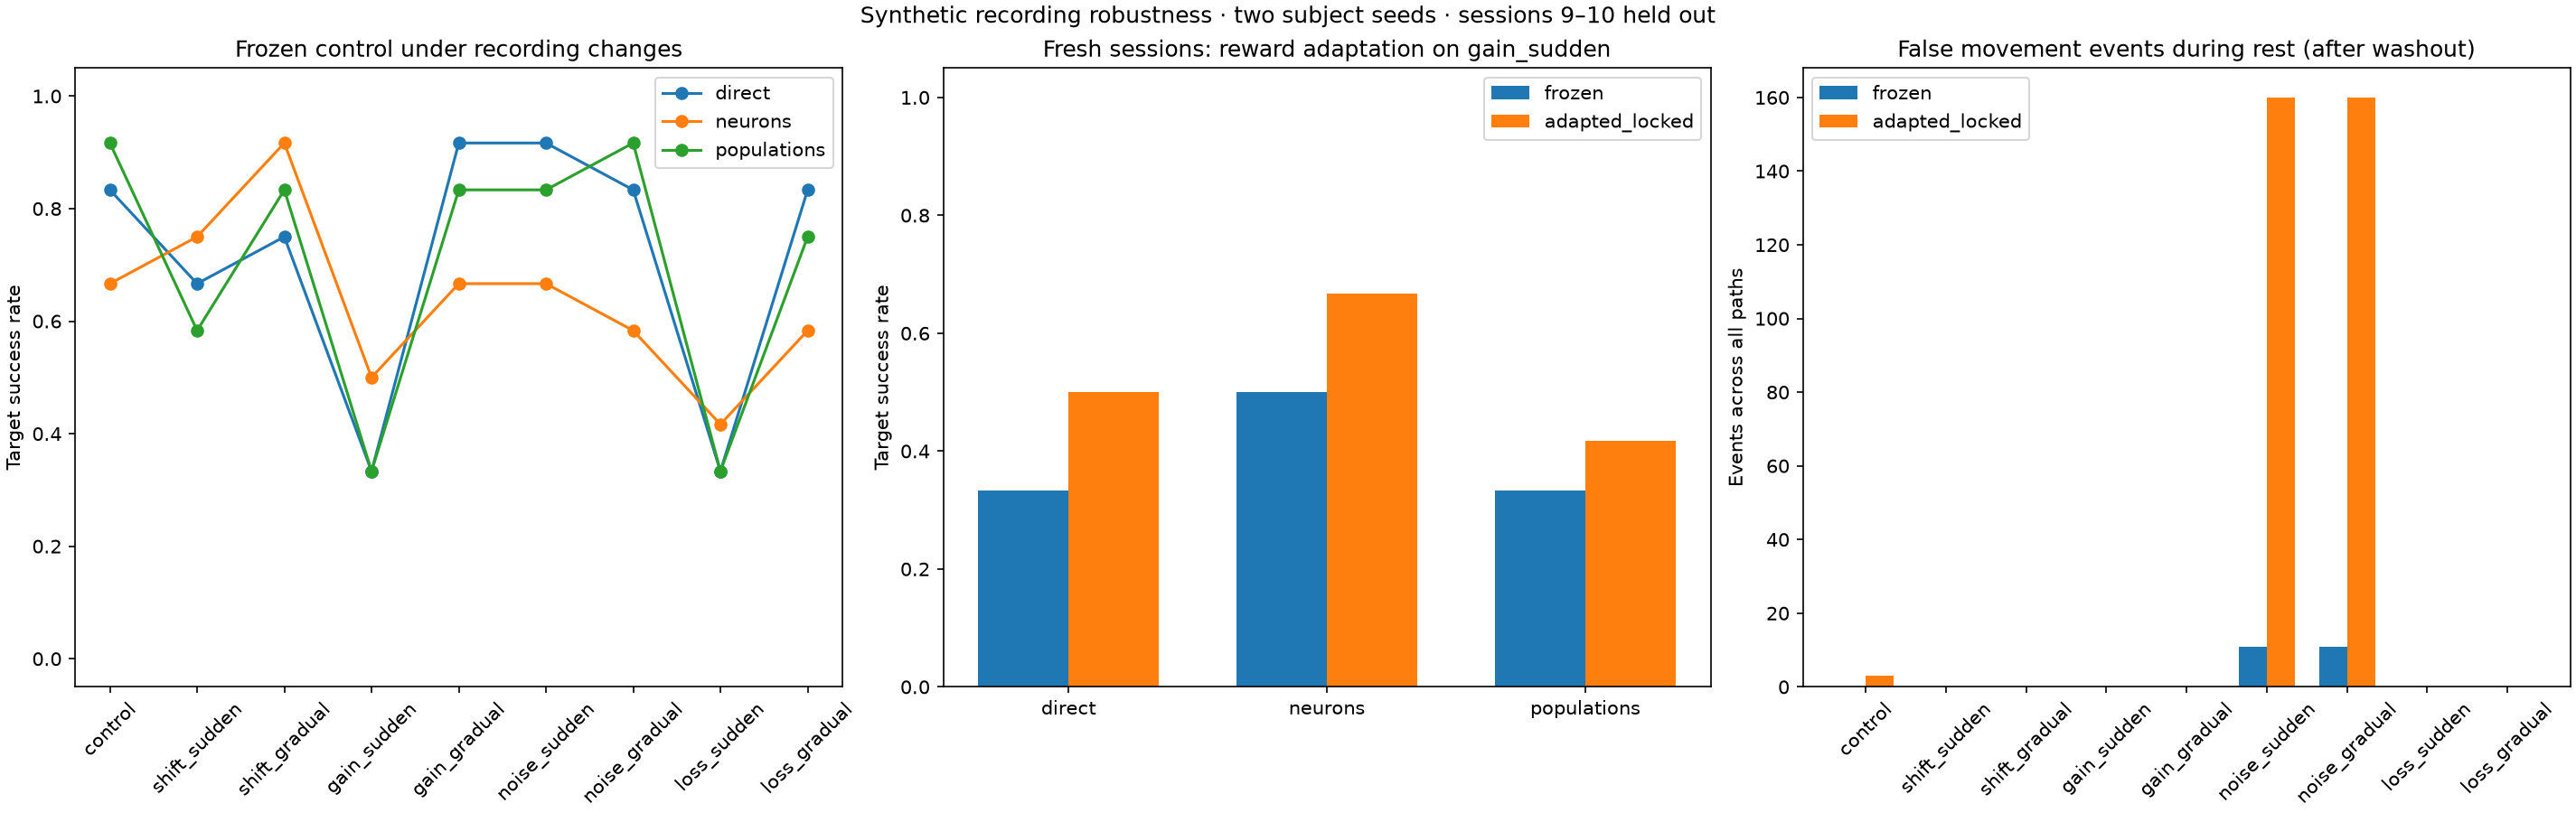 Synthetic recording robustness · two subject seeds · sessions 9–10 held out
Frozen control under recording changes
Target success rate
1.0
0.8
0.6
0.4
0.2
0.0
direct
neurons
populations
control
shift_sudden
shift_gradual
gain_sudden
gain_gradual
noise_sudden
noise_gradual
loss_sudden
loss_gradual
Fresh sessions: reward adaptation on gain_sudden
Target success rate
1.0
0.8
0.6
0.4
0.2
0.0
frozen
adapted_locked
direct
neurons
populations
False movement events during rest (after washout)
Events across all paths
160
140
120
100
80
60
40
20
0
frozen
adapted_locked
control
shift_sudden
shift_gradual
gain_sudden
gain_gradual
noise_sudden
noise_gradual
loss_sudden
loss_gradual